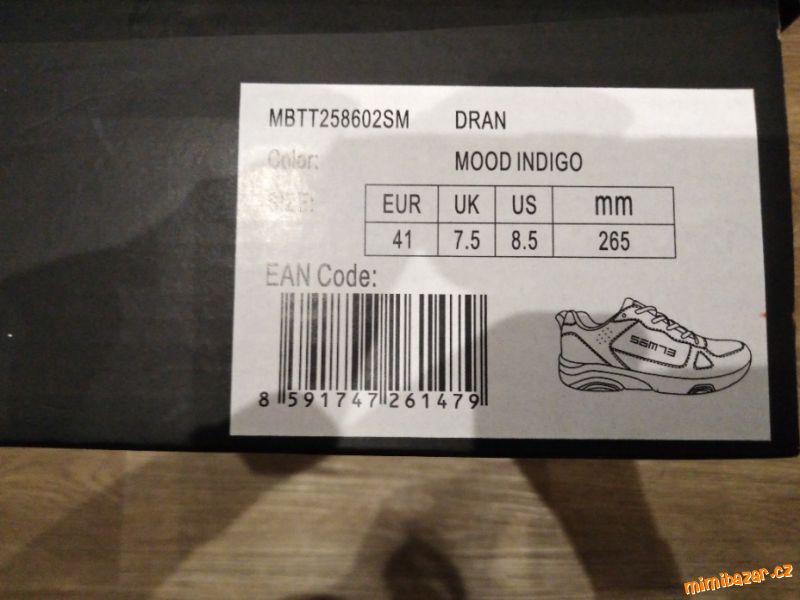 MBTT258602SM DRAN
Color: MOOD INDIGO
SIZE:
EUR UK US mm
41 7.5 8.5 265
EAN Code:
8 591747 261479
mimibazar.cz